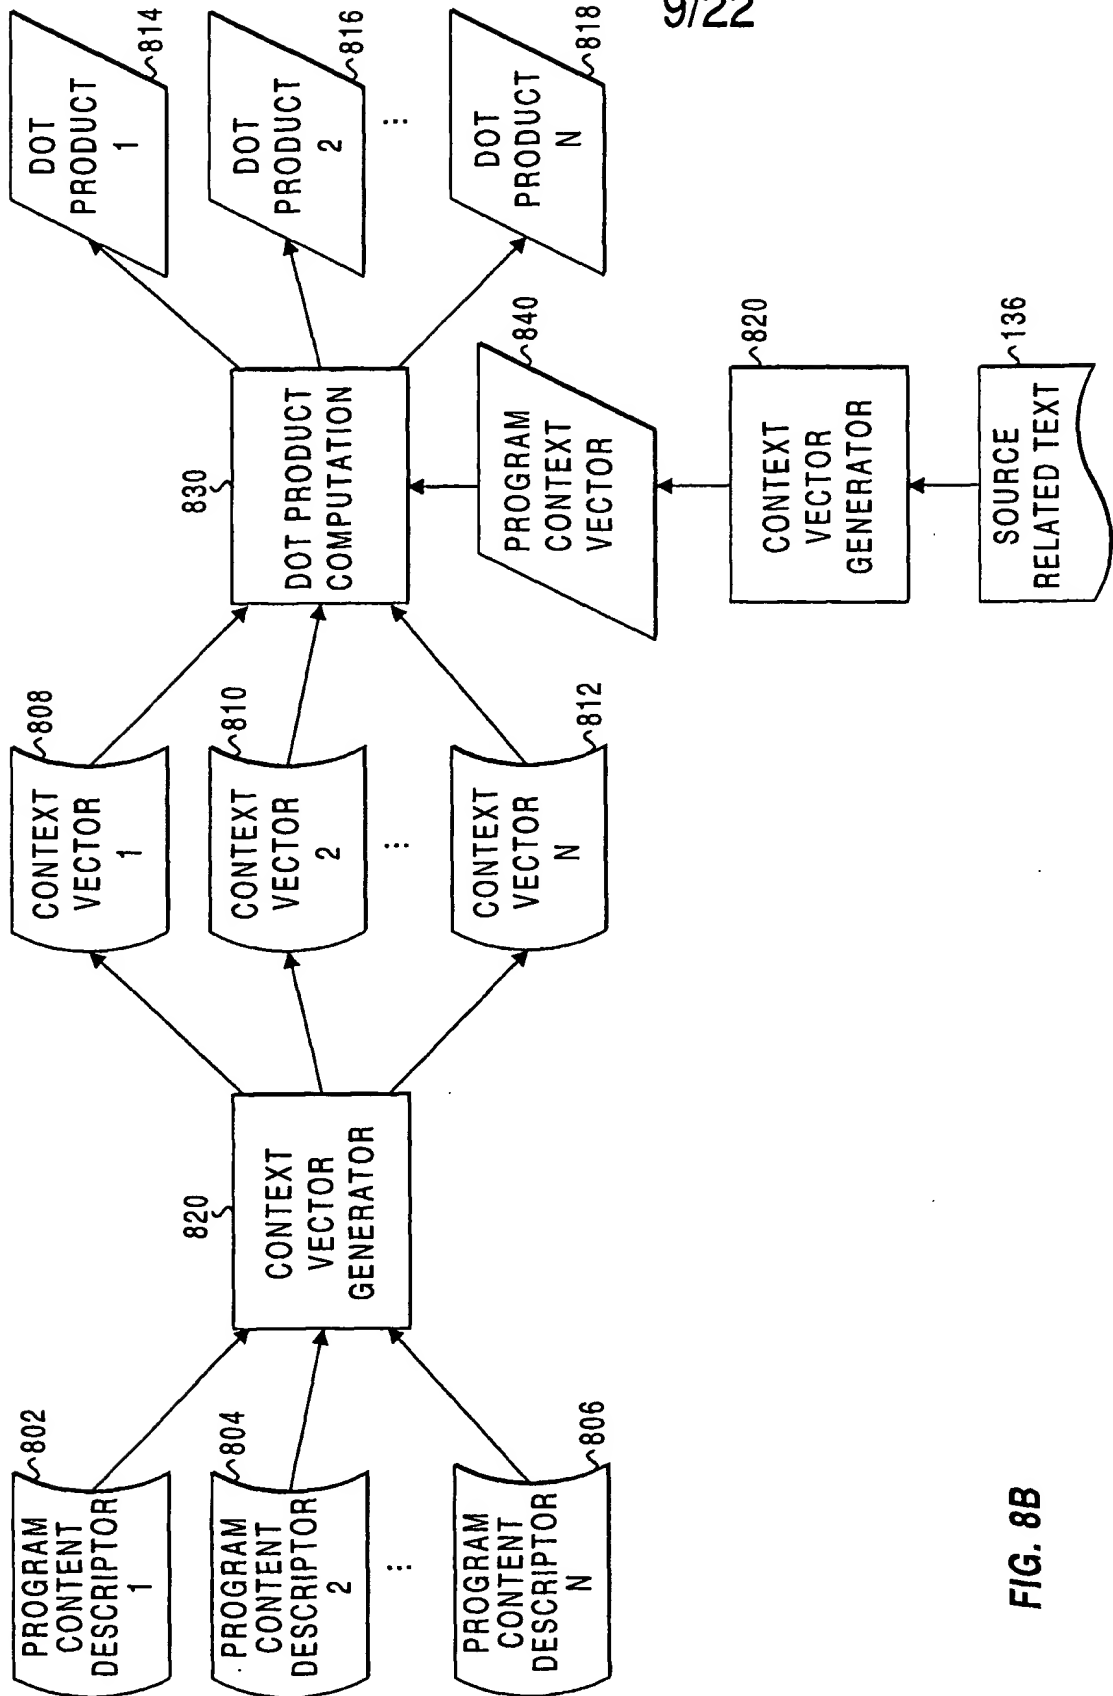 9/22
PROGRAM
CONTENT
DESCRIPTOR
1
802
PROGRAM
CONTENT
DESCRIPTOR
2
804
...
PROGRAM
CONTENT
DESCRIPTOR
N
806
820
CONTEXT
VECTOR
GENERATOR
CONTEXT
VECTOR
1
808
CONTEXT
VECTOR
2
810
...
CONTEXT
VECTOR
N
812
830
DOT PRODUCT
COMPUTATION
DOT
PRODUCT
1
814
DOT
PRODUCT
2
816
...
DOT
PRODUCT
N
818
PROGRAM
CONTEXT
VECTOR
840
CONTEXT
VECTOR
GENERATOR
820
SOURCE
RELATED TEXT
136
FIG. 8B